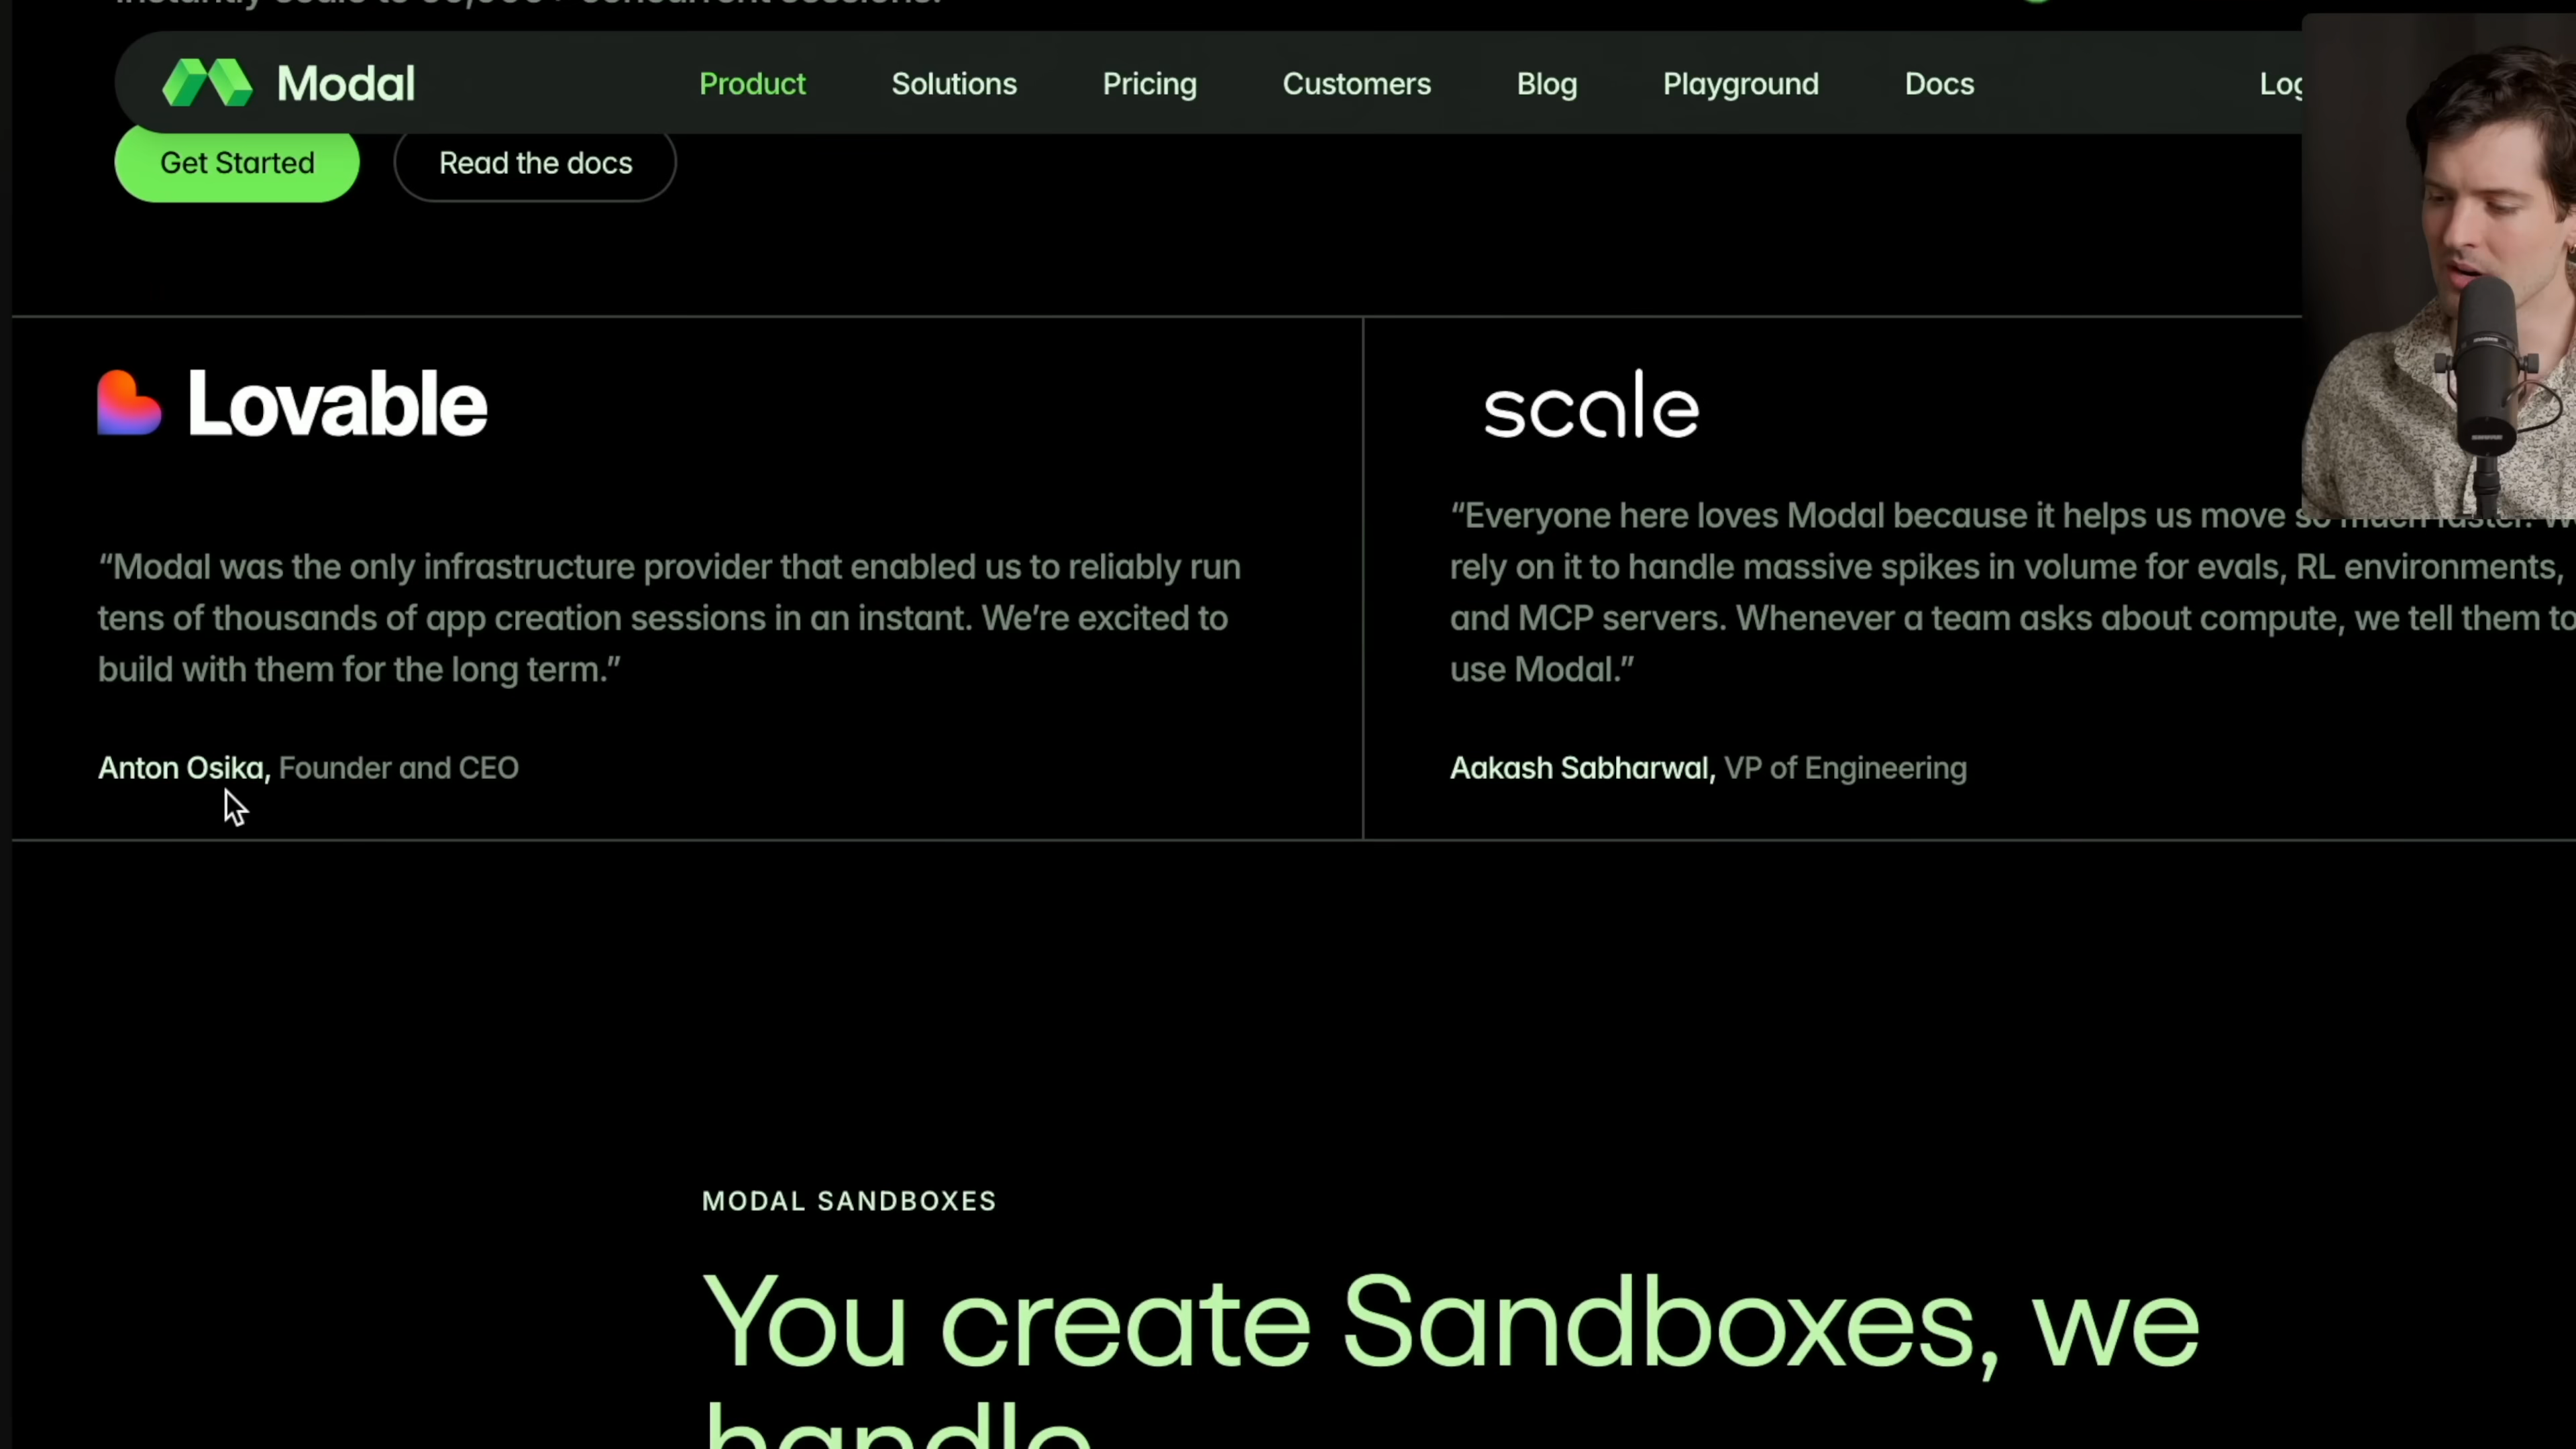 Modal
Product
Solutions
Pricing
Customers
Blog
Playground
Docs
Get Started
Read the docs
Lovable
scale
“Modal was the only infrastructure provider that enabled us to reliably run
tens of thousands of app creation sessions in an instant. We’re excited to
build with them for the long term.”
Anton Osika, Founder and CEO
“Everyone here loves Modal because it helps us move so much faster.
rely on it to handle massive spikes in volume for evals, RL environments,
and MCP servers. Whenever a team asks about compute, we tell them to
use Modal.”
Aakash Sabharwal, VP of Engineering
MODAL SANDBOXES
You create Sandboxes, we
handle